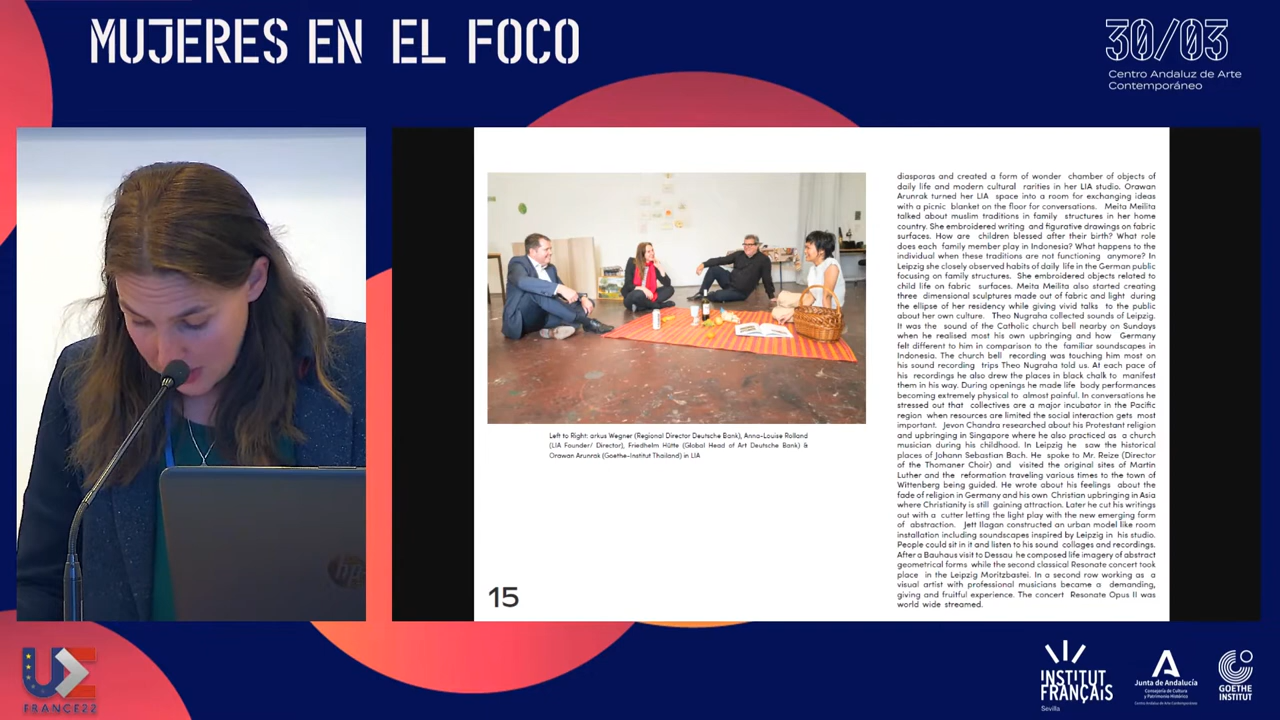 MUJERES EN EL FOCO
30/03
Centro Andaluz de Arte
Contemporáneo
diasporas and created a form of wonder chamber of objects of
daily life and modern cultural rarities in her LIA studio. Orawan
Arunrak turned her LIA space into a room for exchanging ideas
with a picnic blanket on the floor for conversations. Meita Meilita
talked about muslim traditions in family structures in her home
country. She embroidered writing and figurative drawings on fabric
surfaces. How are children blessed after their birth? What role
does each family member play in Indonesia? What happens to the
individual when these traditions are not functioning anymore? In
Leipzig she closely observed habits of daily life in the German public
focusing on family structures. She embroidered objects related to
child life on fabric surfaces. Meita Meilita also started creating
three dimensional sculptures made out of fabric and light during
the ellipse of her residency while giving vivid talks to the public
about her own culture. Theo Nugraha collected sounds of Leipzig.
It was the sound of the Catholic church bell nearby on Sundays
when he realised most his own upbringing and how Germany
felt different to him in comparison to the familiar soundscapes in
Indonesia. The church bell recording was touching him most on
his sound recording trips Theo Nugraha told us. At each pace of
his recordings he also drew the places in black chalk to manifest
them in his way. During openings he made life body performances
becoming extremely physical to almost painful. In conversations he
stressed out that collectives are a major incubator in the Pacific
region when resources are limited the social interaction gets most
important. Jevon Chandra researched about his Protestant religion
and upbringing in Singapore where he also practiced as a church
musician during his childhood. In Leipzig he saw the historical
places of Johann Sebastian Bach. He spoke to Mr. Reize (Director
of the Thomaner Choir) and visited the original sites of Martin
Luther and the reformation traveling various times to the town of
Wittenberg being guided. He wrote about his feelings about the
fade of religion in Germany and his own Christian upbringing in Asia
where Christianity is still gaining attraction. Later he cut his writings
out with a cutter letting the light play with the new emerging form
of abstraction. Jett Ilagan constructed an urban model like room
installation including soundscapes inspired by Leipzig in his studio.
People could sit in it and listen to his sound collages and recordings.
After a Bauhaus visit to Dessau he composed life imagery of abstract
geometrical forms while the second classical Resonate concert took
place in the Leipzig Moritzbastei. In a second row working as a
visual artist with professional musicians became a demanding,
giving and fruitful experience. The concert Resonate Opus II was
world wide streamed.
Left to Right: arkus Wegner (Regional Director Deutsche Bank), Anna-Louise Rolland
(LIA Founder/ Director), Friedhelm Hütte (Global Head of Art Deutsche Bank) &
Orawan Arunrak (Goethe-Institut Thailand) in LIA
15
hp
UE
FRANCE22
INSTITUT
FRANÇAIS
Sevilla
Junta de Andalucía
Consejería de Cultura
y Patrimonio Histórico
Centro Andaluz de Arte Contemporáneo
GOETHE
INSTITUT